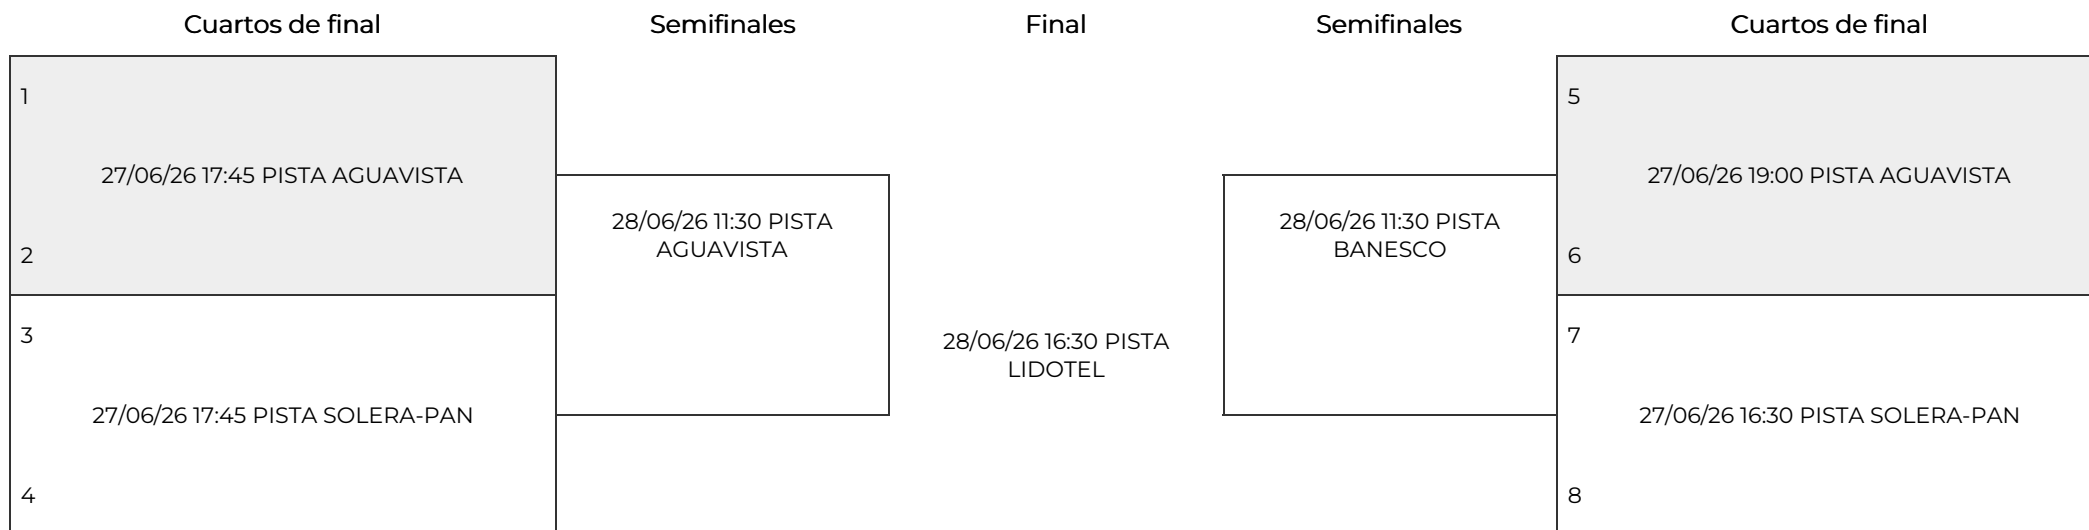 Cuartos de final
Semifinales
Final
Semifinales
Cuartos de final
1
27/06/26 17:45 PISTA AGUAVISTA
2
3
27/06/26 17:45 PISTA SOLERA-PAN
4
28/06/26 11:30 PISTA
AGUAVISTA
28/06/26 16:30 PISTA
LIDOTEL
28/06/26 11:30 PISTA
BANESCO
5
27/06/26 19:00 PISTA AGUAVISTA
6
7
27/06/26 16:30 PISTA SOLERA-PAN
8